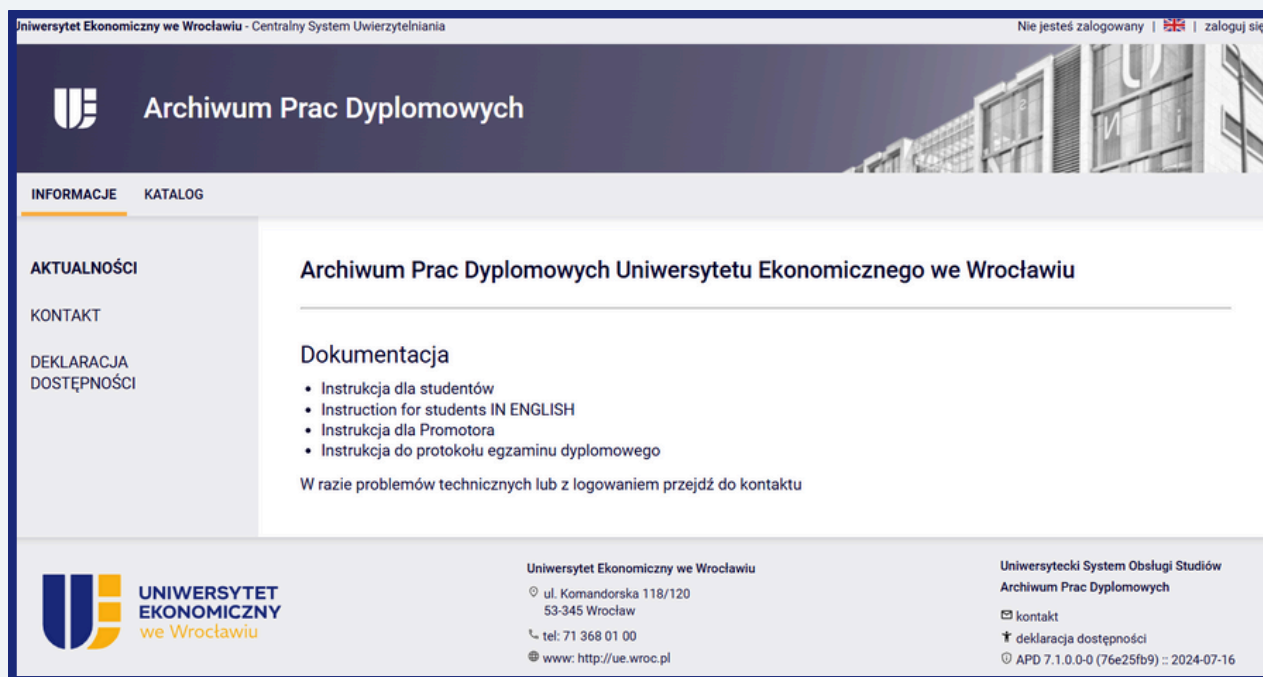 Uniwersytet Ekonomiczny we Wrocławiu - Centralny System Uwierzytelniania
Nie jesteś zalogowany | | zaloguj się
UE Archiwum Prac Dyplomowych
INFORMACJE KATALOG
AKTUALNOŚCI
KONTAKT
DEKLARACJA
DOSTĘPNOŚCI
Archiwum Prac Dyplomowych Uniwersytetu Ekonomicznego we Wrocławiu
Dokumentacja
• Instrukcja dla studentów
• Instruction for students IN ENGLISH
• Instrukcja dla Promotora
• Instrukcja do protokołu egzaminu dyplomowego
W razie problemów technicznych lub z logowaniem przejdź do kontaktu
UNIWERSYTET
EKONOMICZNY
we Wrocławiu
Uniwersytet Ekonomiczny we Wrocławiu
ul. Komandorska 118/120
53-345 Wrocław
tel: 71 368 01 00
www: http://ue.wroc.pl
Uniwersytecki System Obsługi Studiów
Archiwum Prac Dyplomowych
kontakt
deklaracja dostępności
APD 7.1.0.0-0 (76e25fb9) :: 2024-07-16